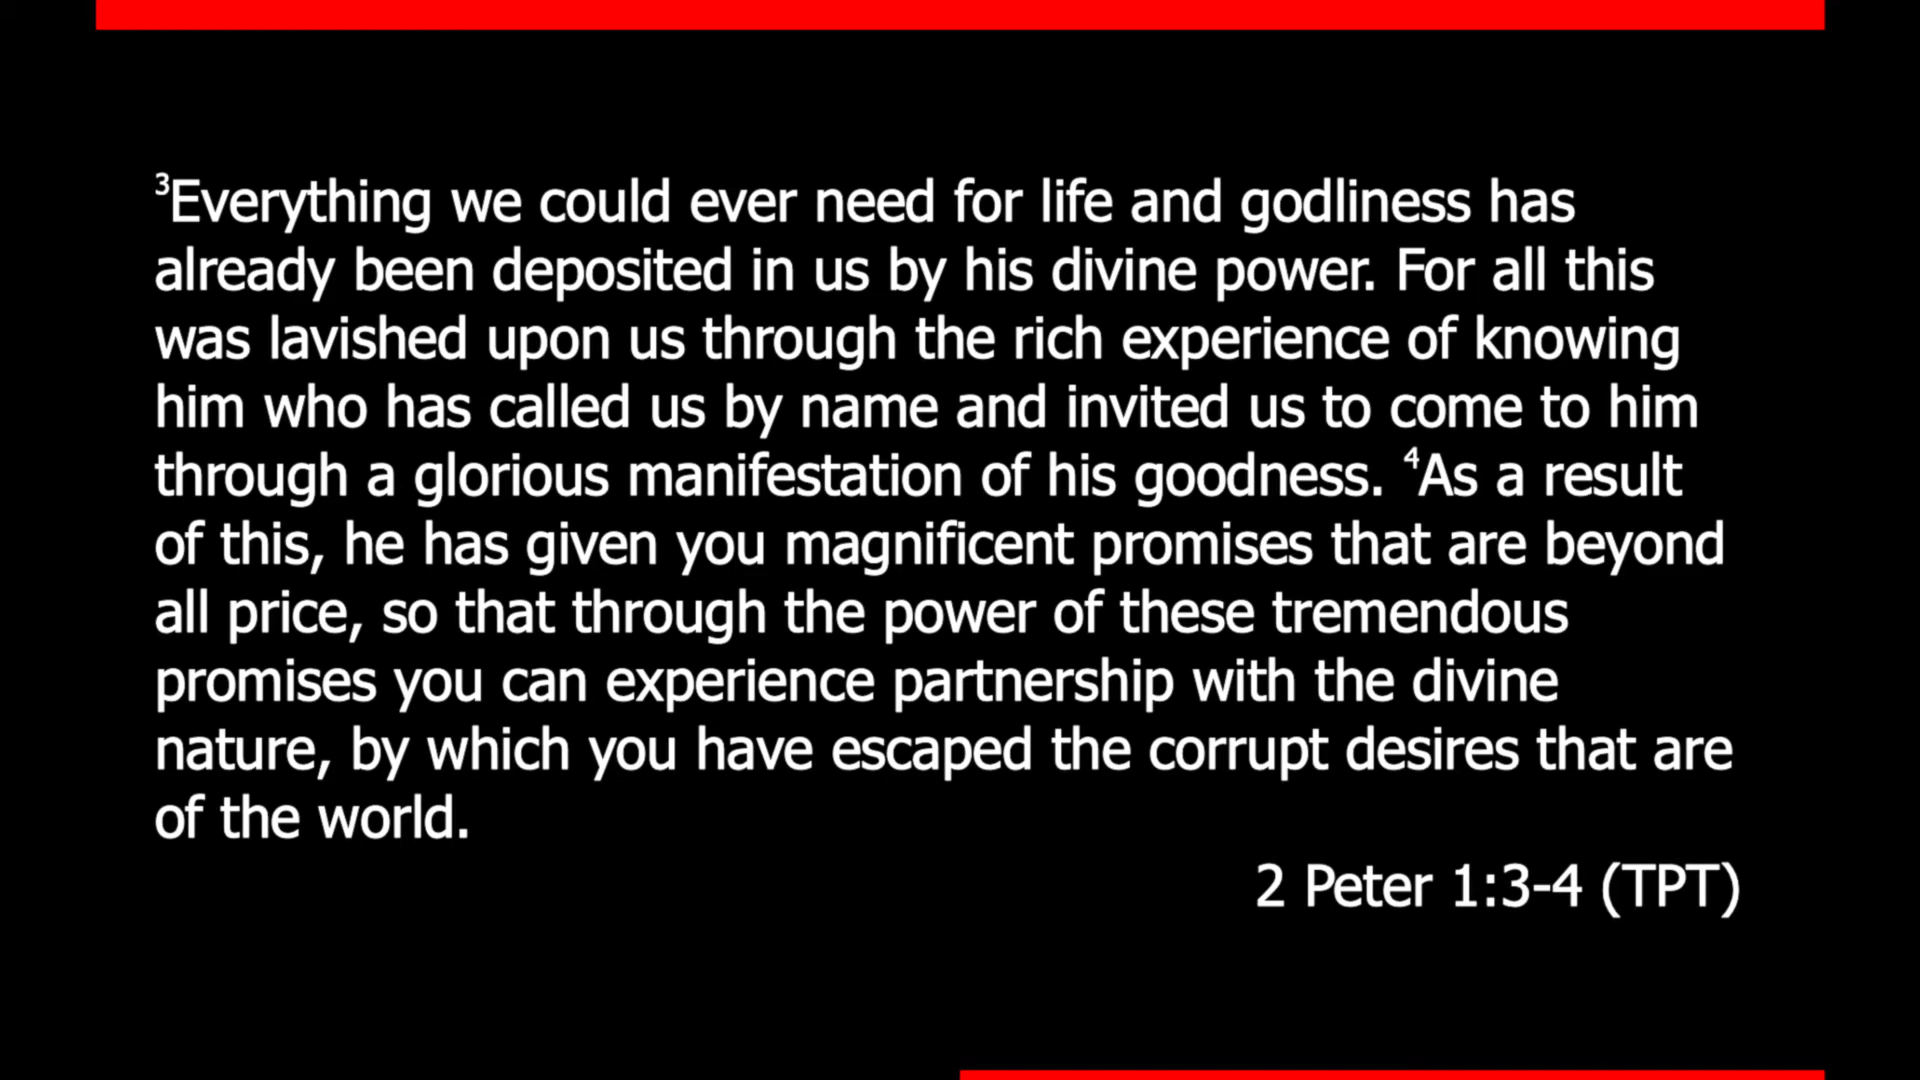 ³Everything we could ever need for life and godliness has
already been deposited in us by his divine power. For all this
was lavished upon us through the rich experience of knowing
him who has called us by name and invited us to come to him
through a glorious manifestation of his goodness. ⁴As a result
of this, he has given you magnificent promises that are beyond
all price, so that through the power of these tremendous
promises you can experience partnership with the divine
nature, by which you have escaped the corrupt desires that are
of the world.
2 Peter 1:3-4 (TPT)